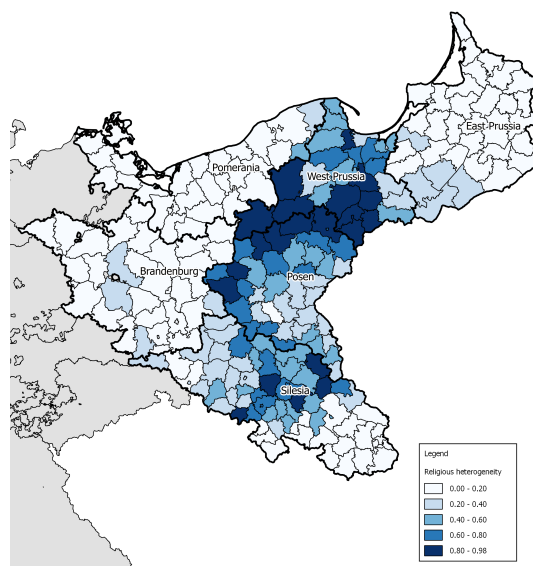 East Prussia
Pomerania
West Prussia
Brandenburg
Posen
Silesia
Legend
Religious heterogeneity
0.00 - 0.20
0.20 - 0.40
0.40 - 0.60
0.60 - 0.80
0.80 - 0.98